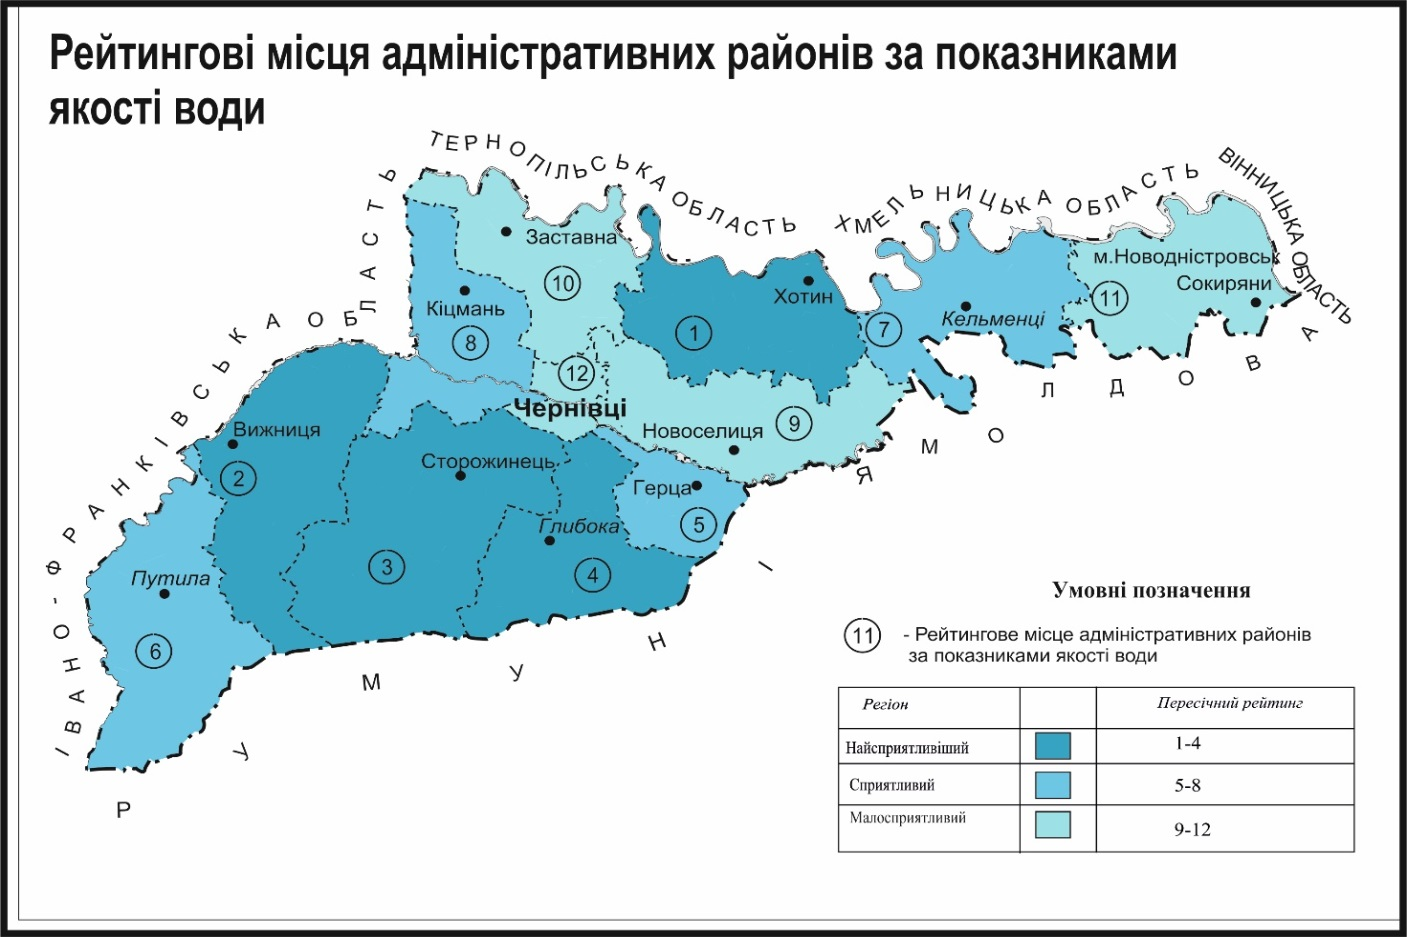 Рейтингові місця адміністративних районів за показниками
якості води
ТЕРНОПІЛЬСЬКА ОБЛАСТЬ
ХМЕЛЬНИЦЬКА ОБЛАСТЬ
ВІННИЦЬКА ОБЛАСТЬ
ІВАНО-ФРАНКІВСЬКА ОБЛАСТЬ
МОЛДОВА
РУМУНІЯ
Заставна
10
м.Новодністровськ
Сокиряни
11
Хотин
1
Кіцмань
8
Кельменці
7
12
Чернівці
Новоселиця
9
Вижниця
2
Сторожинець
3
Герца
5
Глибока
4
Путила
6
Умовні позначення
11 - Рейтингове місце адміністративних районів
за показниками якості води
Регіон Пересічний рейтинг
Найсприятливіший 1-4
Сприятливий 5-8
Малосприятливий 9-12